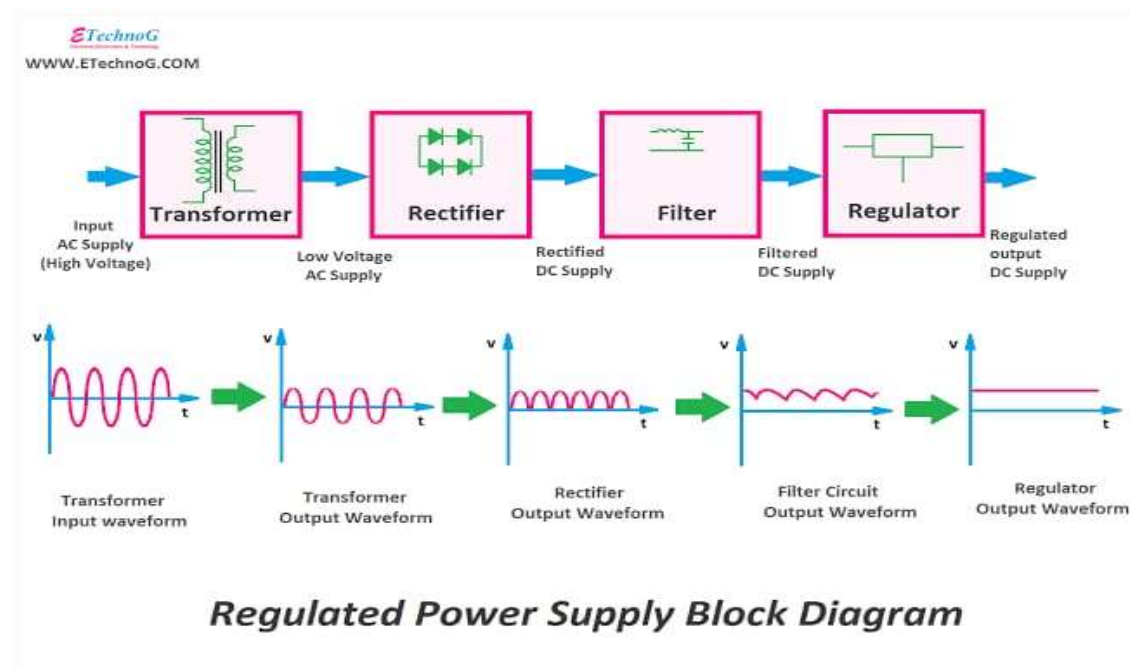 ETechnoG
WWW.ETechnoG.COM
Transformer
Rectifier
Filter
Regulator
Input
AC Supply
(High Voltage)
Low Voltage
AC Supply
Rectified
DC Supply
Filtered
DC Supply
Regulated
output
DC Supply
v
t
v
t
v
t
v
t
v
t
Transformer
Input waveform
Transformer
Output Waveform
Rectifier
Output Waveform
Filter Circuit
Output Waveform
Regulator
Output Waveform
Regulated Power Supply Block Diagram